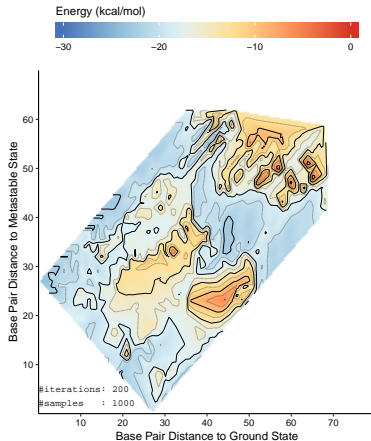 Energy (kcal/mol)
−30 −20 −10 0
60
50
40
30
20
10
Base Pair Distance to Metastable State
#iterations: 200
#samples : 1000
10 20 30 40 50 60 70
Base Pair Distance to Ground State